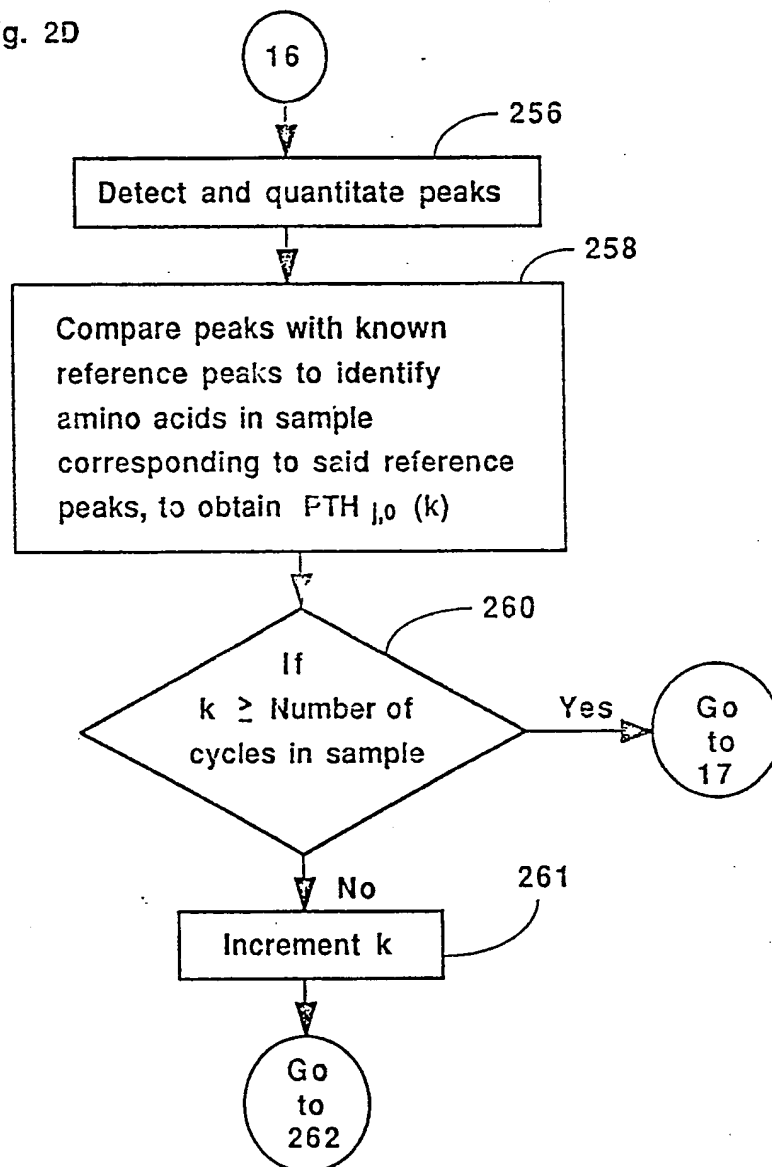 g. 2D
16
256
Detect and quantitate peaks
258
Compare peaks with known
reference peaks to identify
amino acids in sample
corresponding to said reference
peaks, to obtain PTH j,0 (k)
260
If
k ≥ Number of
cycles in sample
Yes
Go
to
17
No
261
Increment k
Go
to
262